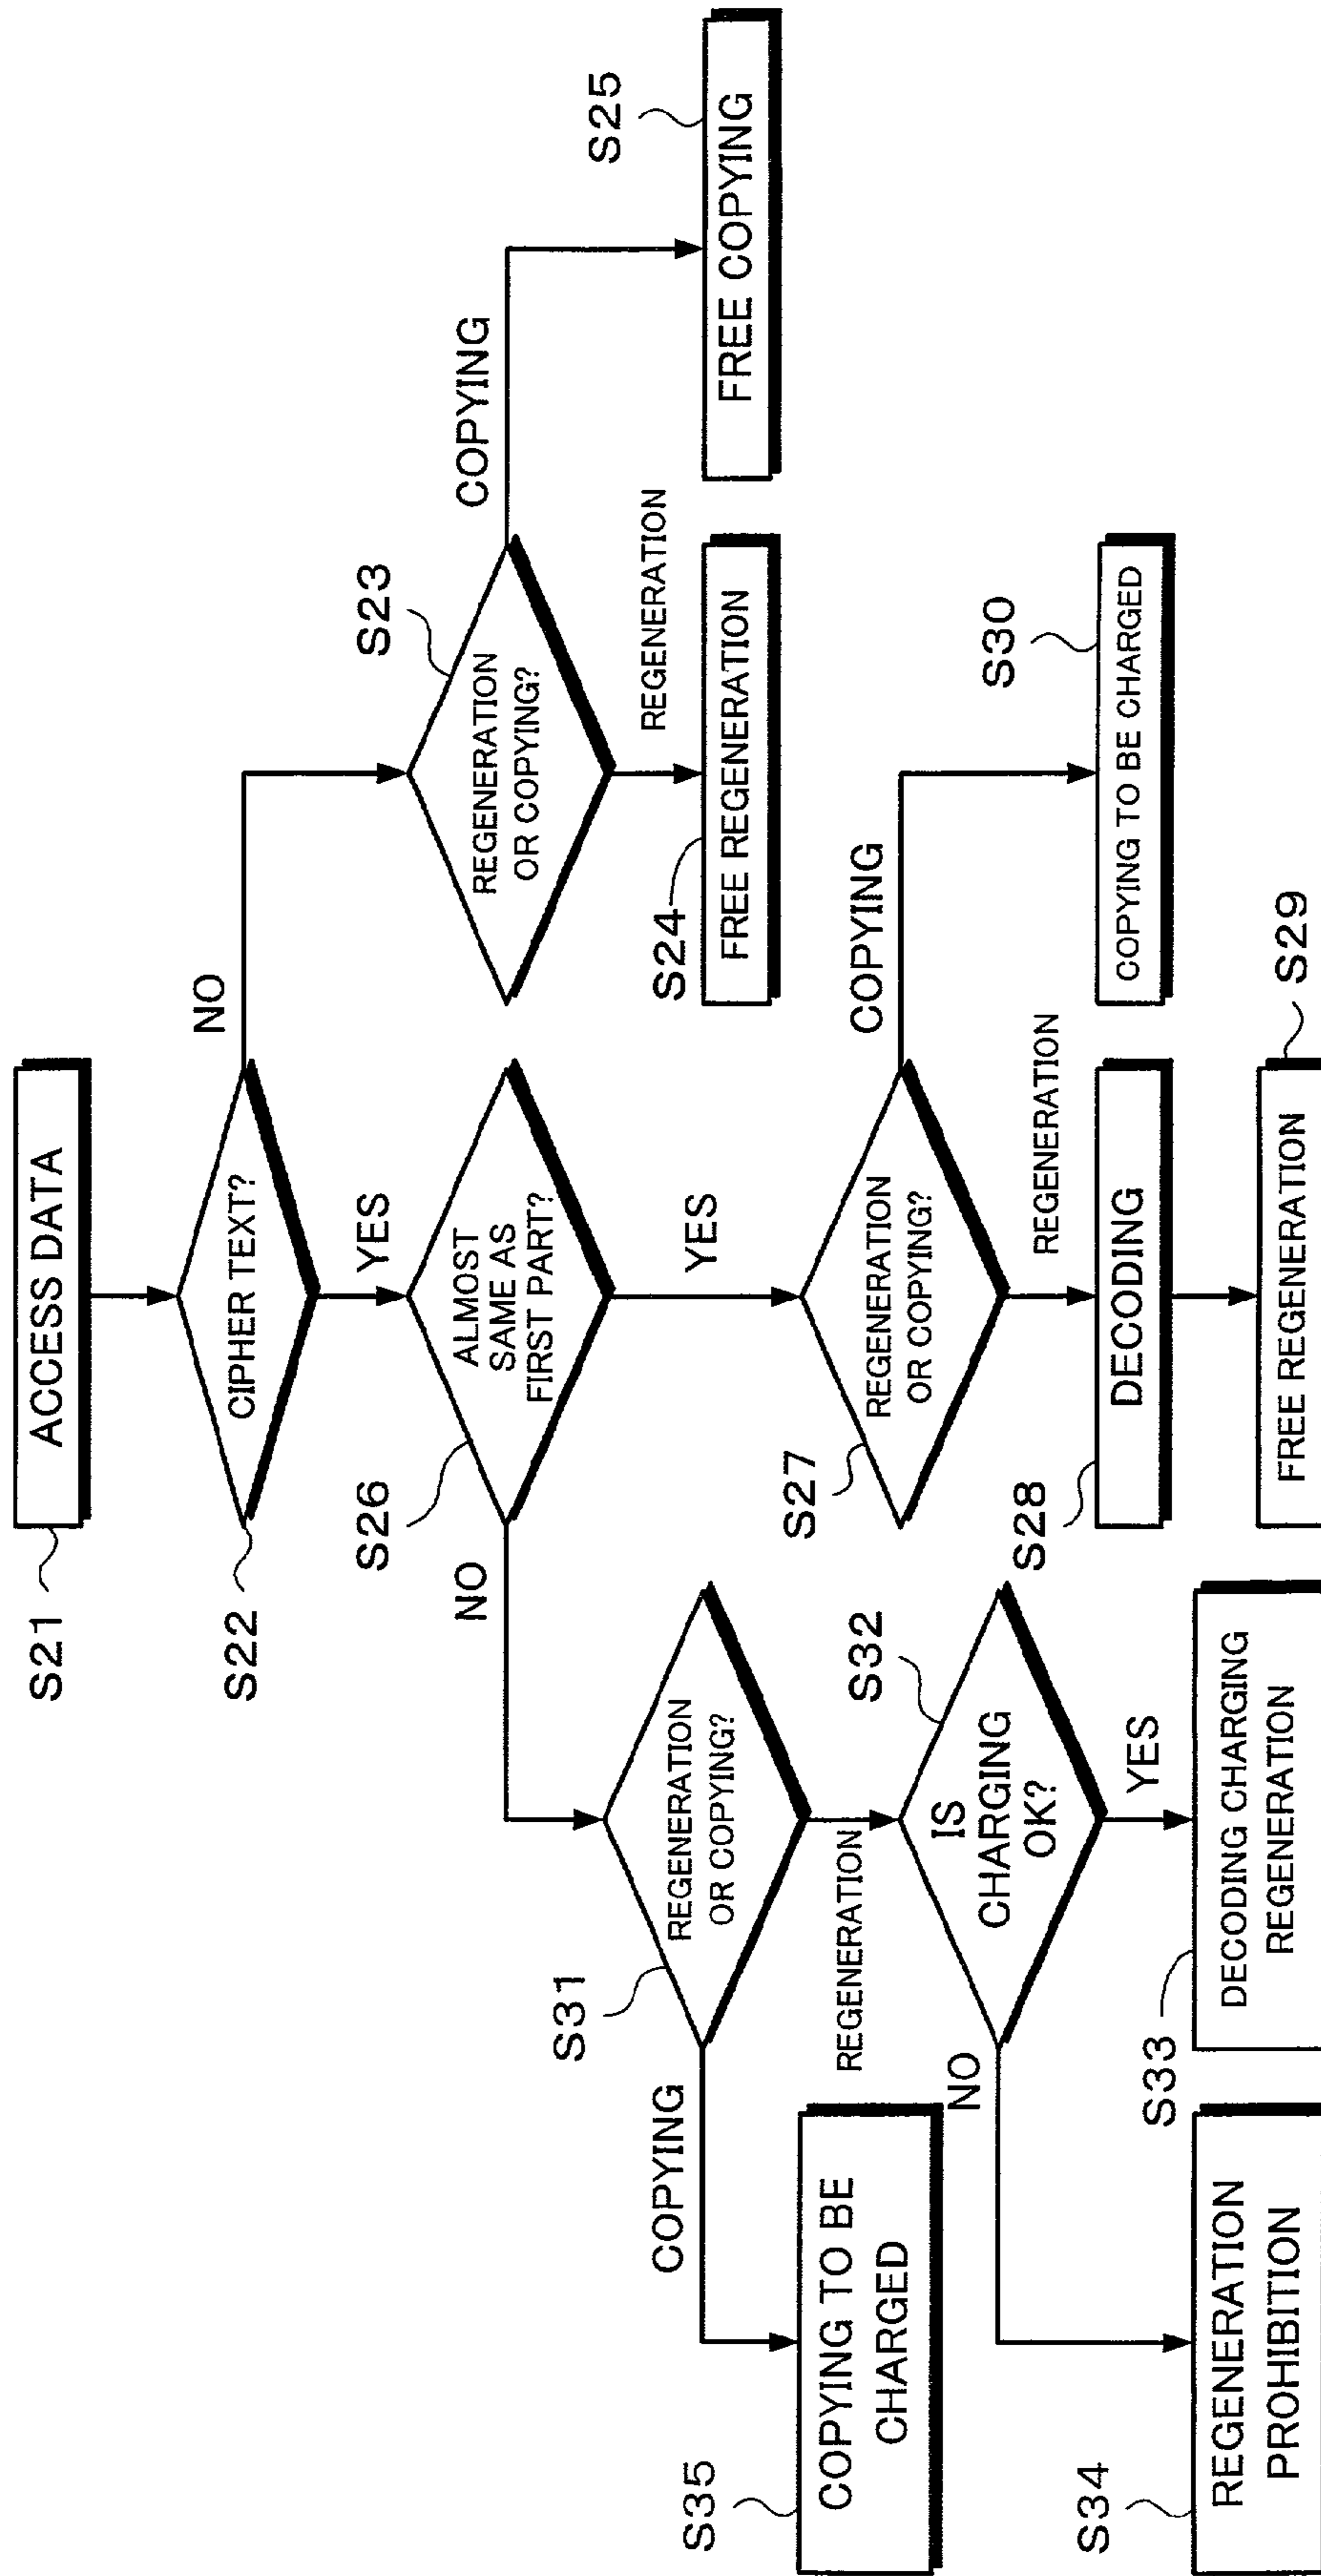 S21
ACCESS DATA
S22
CIPHER TEXT?
NO
YES
S23
REGENERATION
OR COPYING?
COPYING
REGENERATION
S24
FREE REGENERATION
S25
FREE COPYING
S26
ALMOST
SAME AS
FIRST PART?
NO
YES
S27
REGENERATION
OR COPYING?
COPYING
REGENERATION
S28
DECODING
S29
FREE REGENERATION
S30
COPYING TO BE CHARGED
S31
REGENERATION
OR COPYING?
COPYING
REGENERATION
S32
IS
CHARGING
OK?
NO
YES
S33
DECODING CHARGING
REGENERATION
S34
REGENERATION
PROHIBITION
S35
COPYING TO BE
CHARGED